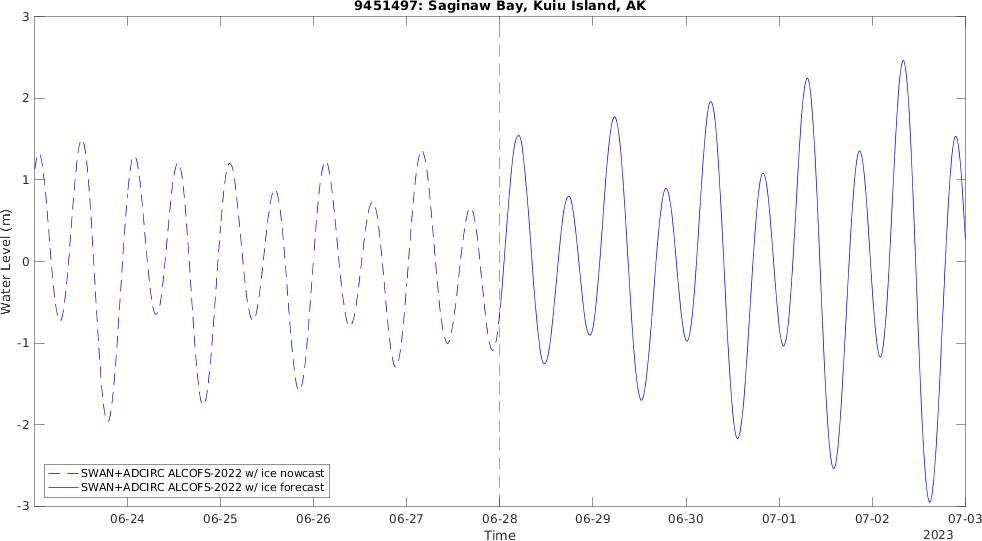 9451497: Saginaw Bay, Kuiu Island, AK
3
2
1
0
-1
-2
-3
Water Level (m)
SWAN+ADCIRC ALCOFS-2022 w/ ice nowcast
SWAN+ADCIRC ALCOFS-2022 w/ ice forecast
06-24 06-25 06-26 06-27 06-28 06-29 06-30 07-01 07-02 07-03
Time
2023